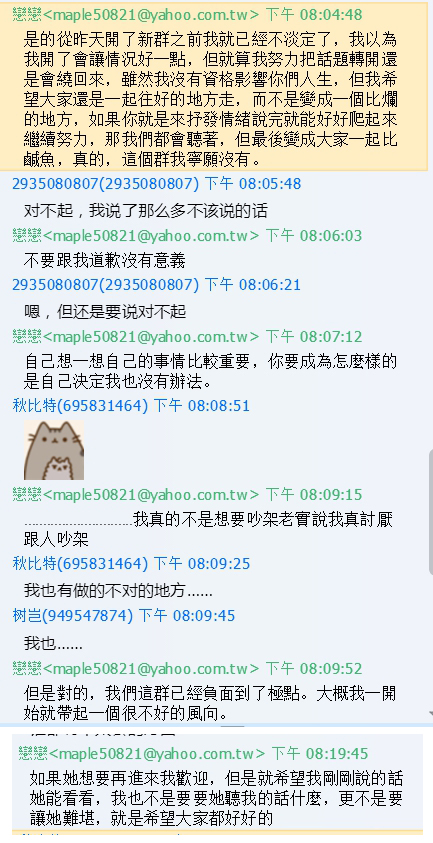 戀戀<maple50821@yahoo.com.tw> 下午 08:04:48
是的從昨天開了新群之前我就已經不淡定了，我以為
我開了會讓情況好一點，但就算我努力把話題轉開還
是會繞回來，雖然我沒有資格影響你們人生，但我希
望大家還是一起往好的地方走，而不是變成一個比爛
的地方，如果你就是來抒發情緒說完就能好好爬起來
繼續努力，那我們都會聽著，但最後變成大家一起比
鹹魚，真的，這個群我寧願沒有。
2935080807(2935080807) 下午 08:05:48
对不起，我说了那么多不该说的话
戀戀<maple50821@yahoo.com.tw> 下午 08:06:03
不要跟我道歉沒有意義
2935080807(2935080807) 下午 08:06:21
嗯，但还是要说对不起
戀戀<maple50821@yahoo.com.tw> 下午 08:07:12
自己想一想自己的事情比較重要，你要成為怎麼樣的
是自己決定我也沒有辦法。
秋比特(695831464) 下午 08:08:51
戀戀<maple50821@yahoo.com.tw> 下午 08:09:15
..............................我真的不是想要吵架老實說我真討厭
跟人吵架
秋比特(695831464) 下午 08:09:25
我也有做的不对的地方……
树岂(949547874) 下午 08:09:45
我也……
戀戀<maple50821@yahoo.com.tw> 下午 08:09:52
但是對的，我們這群已經負面到了極點。大概我一開
始就帶起一個很不好的風向。
戀戀<maple50821@yahoo.com.tw> 下午 08:19:45
如果她想要再進來我歡迎，但是就希望我剛剛說的話
她能看看，我也不是要要她聽我的話什麼，更不是要
讓她難堪，就是希望大家都好好的